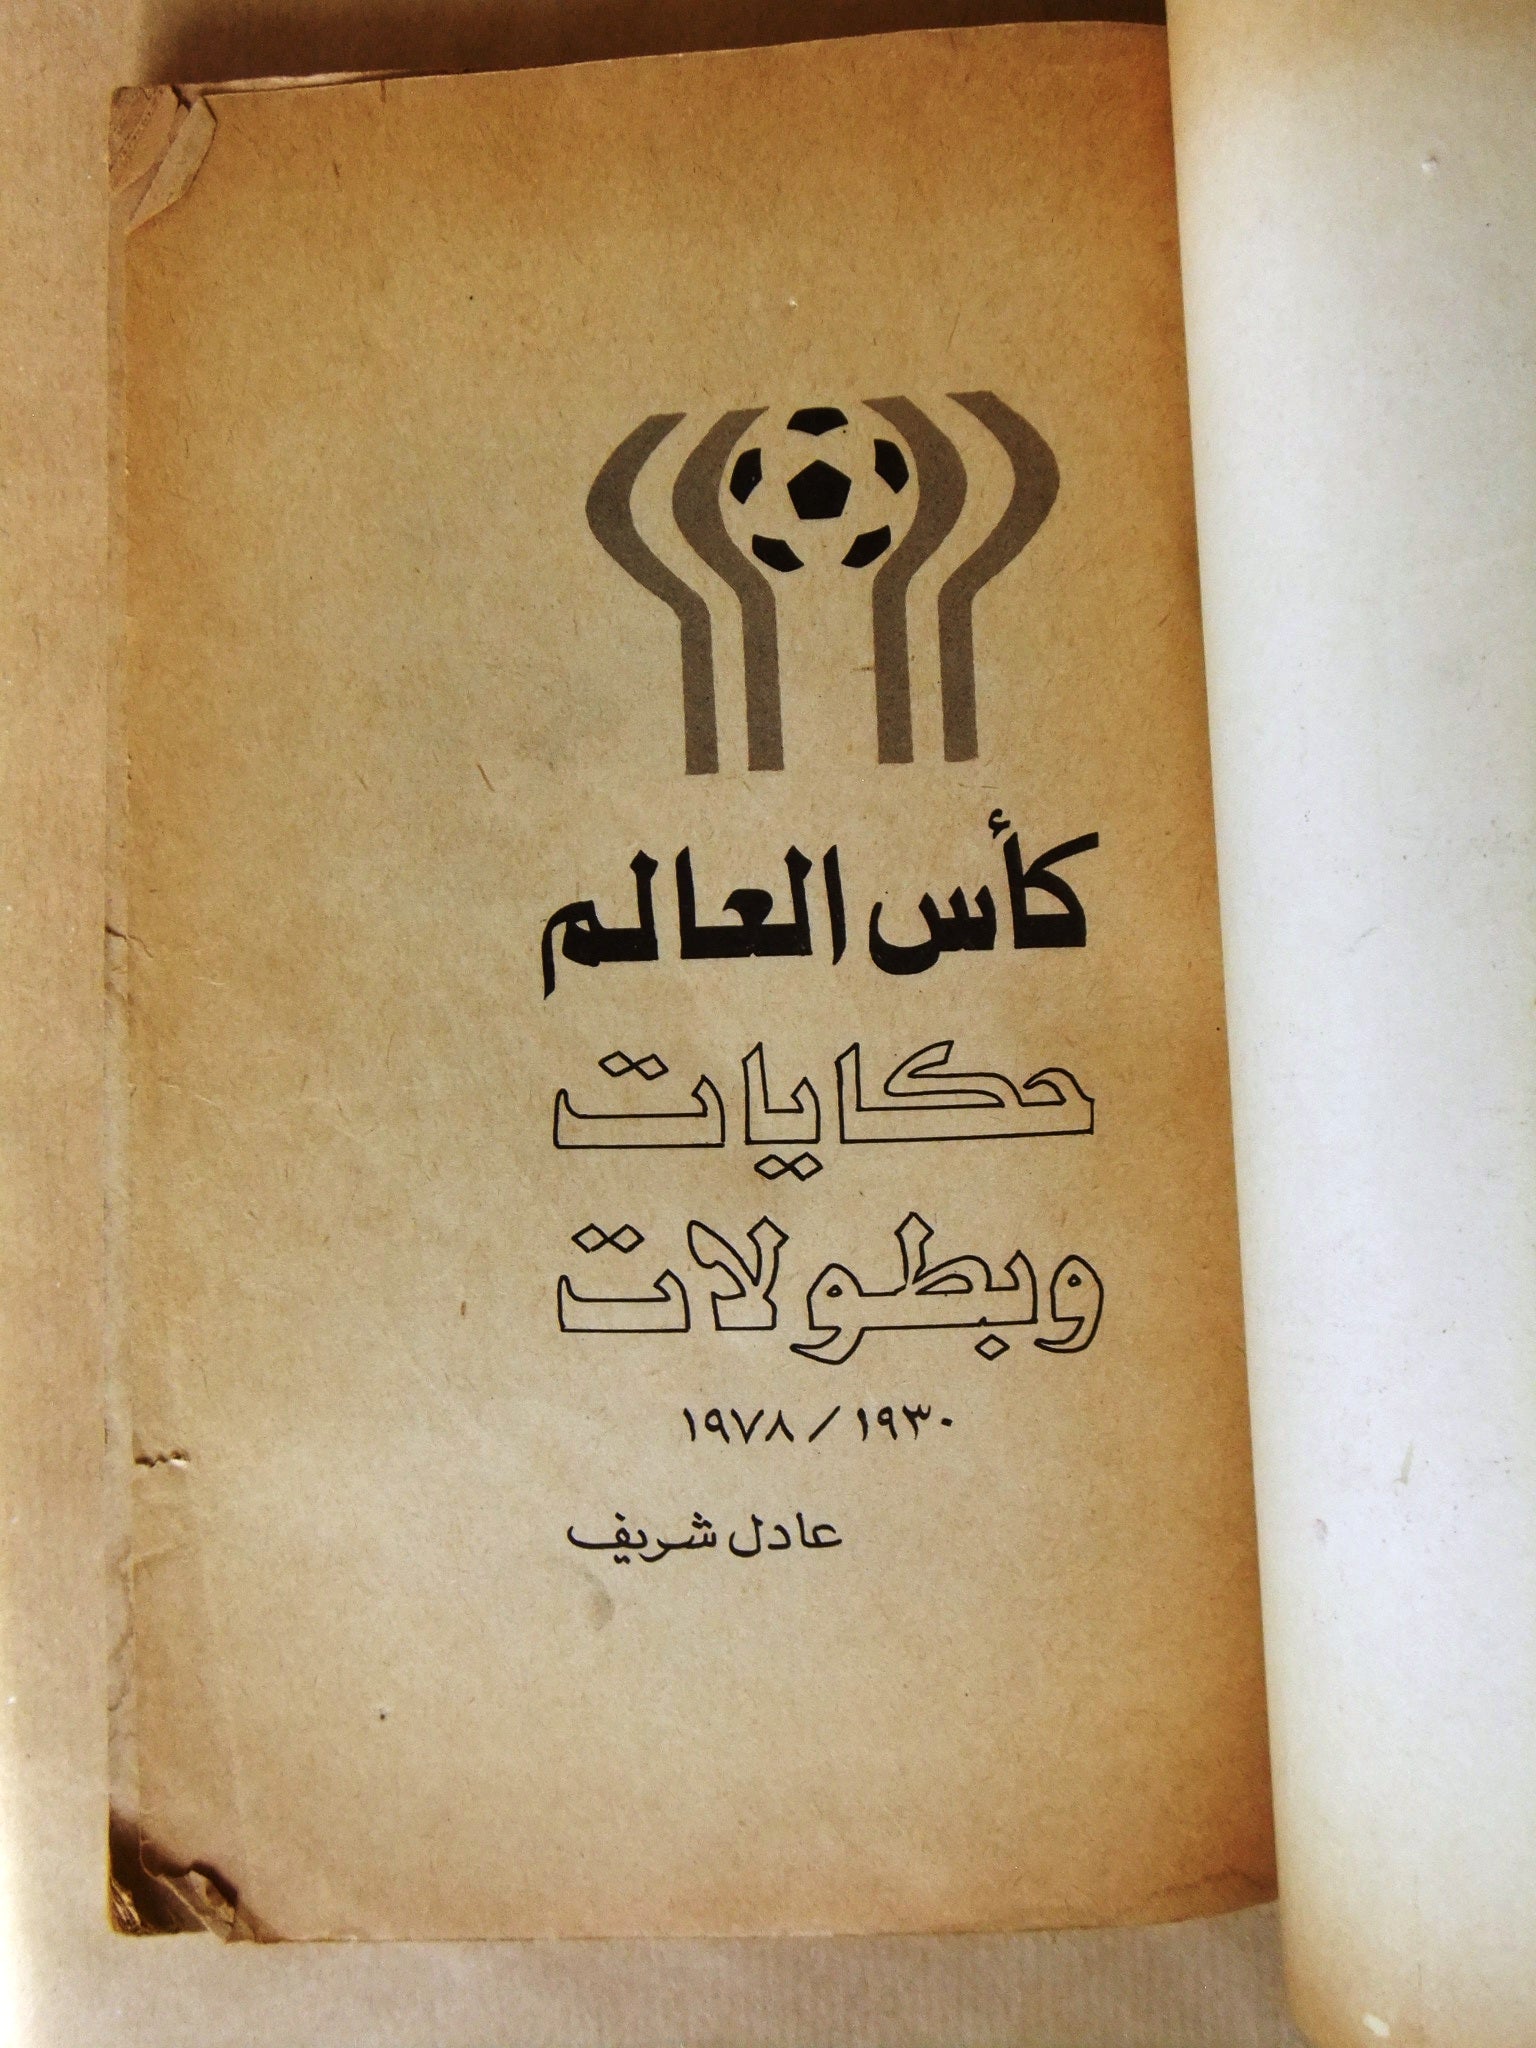 كأس العالم
حكايات
وبطولات
١٩٣٠/١٩٧٨
عادل شريف